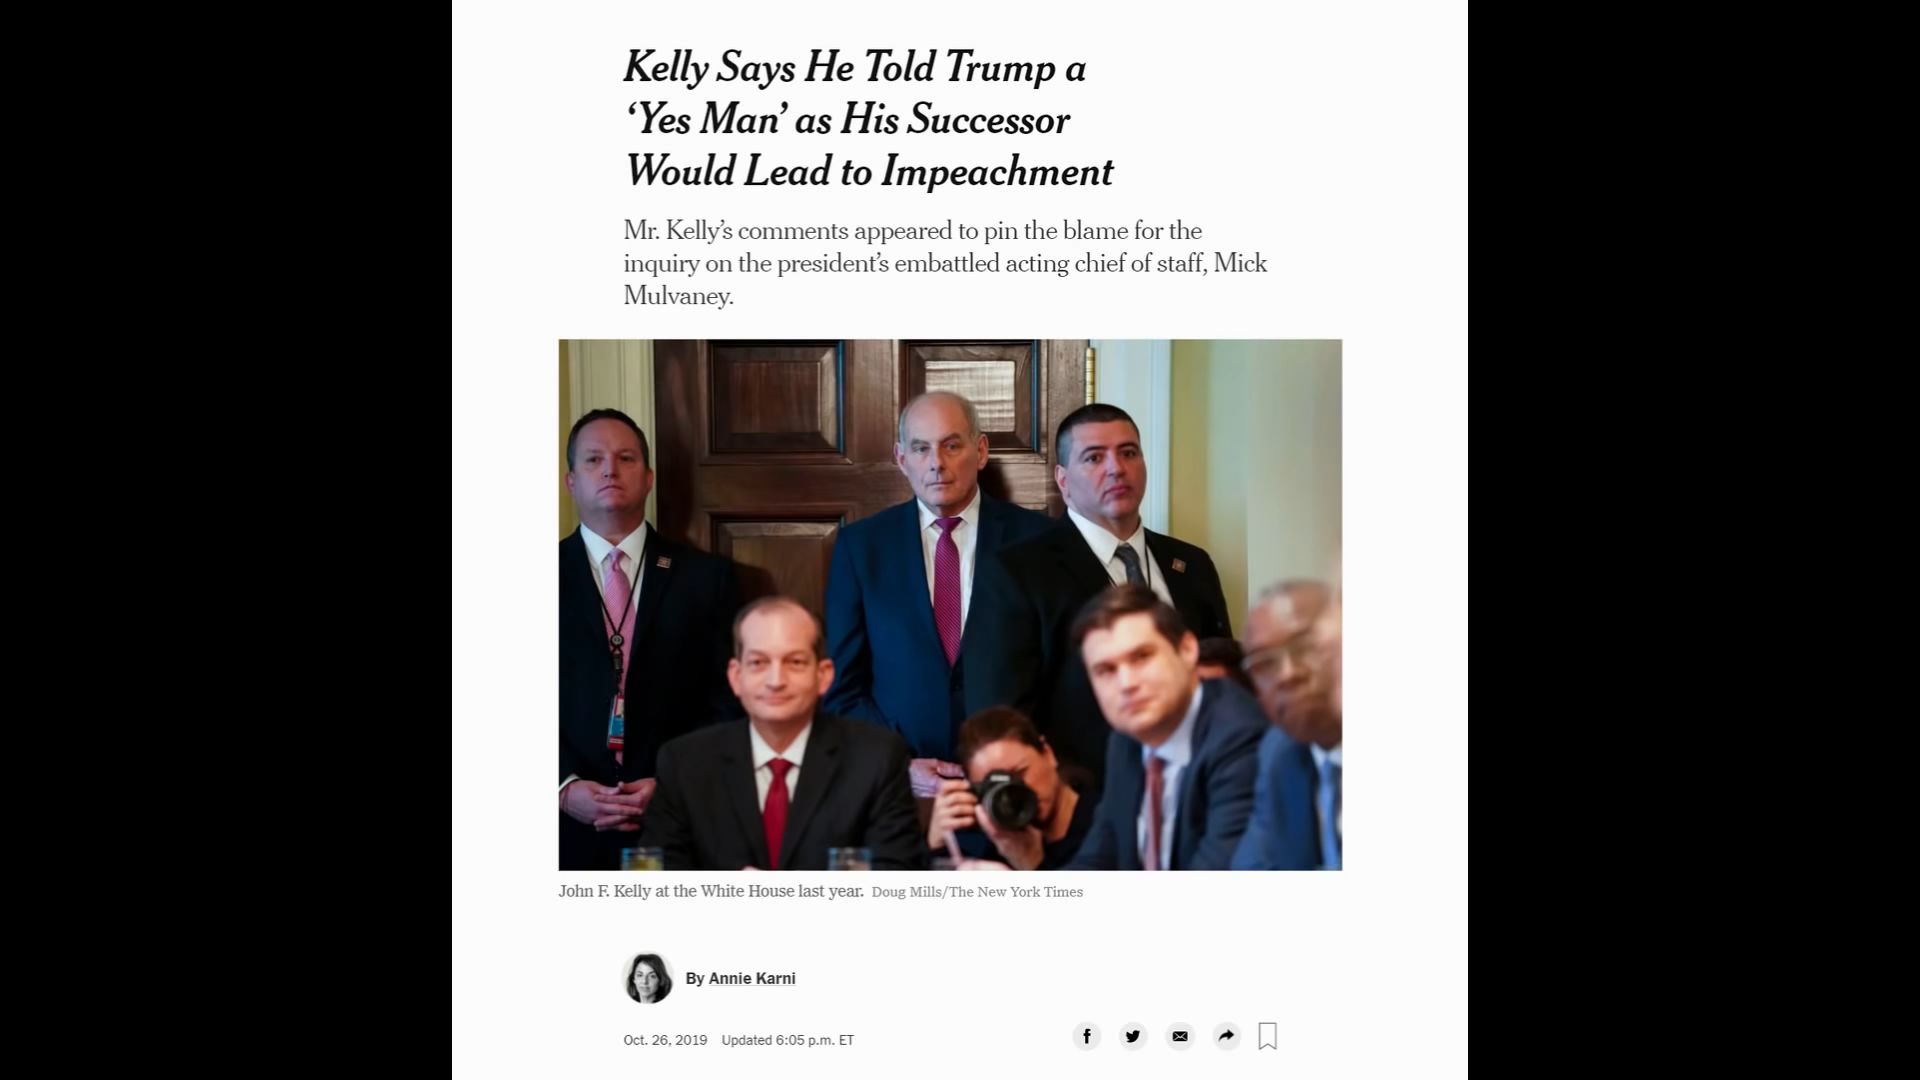 Kelly Says He Told Trump a
‘Yes Man’ as His Successor
Would Lead to Impeachment
Mr. Kelly’s comments appeared to pin the blame for the
inquiry on the president’s embattled acting chief of staff, Mick
Mulvaney.
John F. Kelly at the White House last year. Doug Mills/The New York Times
By Annie Karni
Oct. 26, 2019 Updated 6:05 p.m. ET